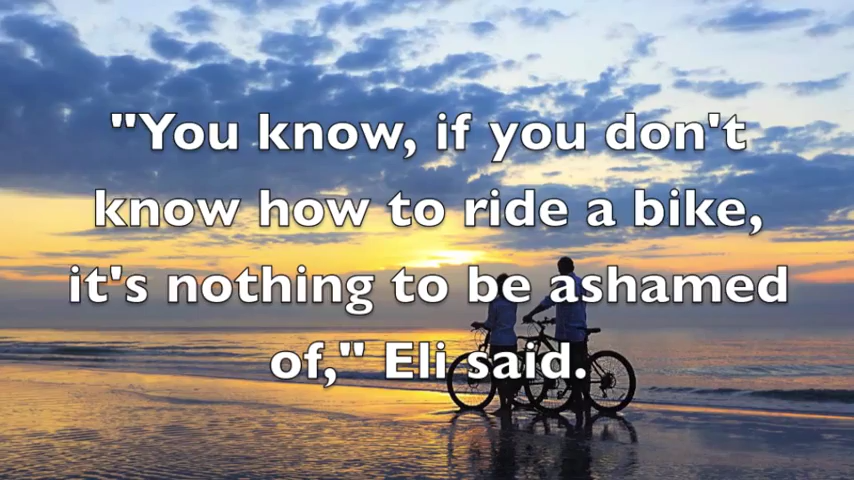 "You know, if you don't
know how to ride a bike,
it's nothing to be ashamed
of," Eli said.